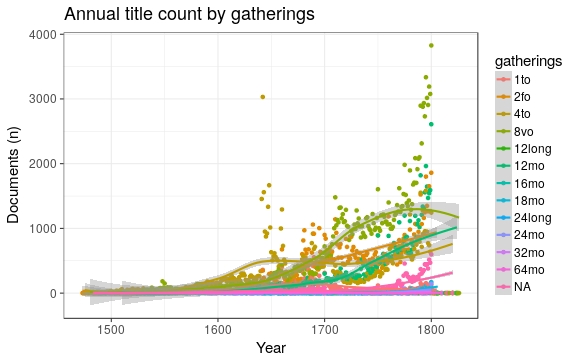 Annual title count by gatherings
Documents (n)
4000
3000
2000
1000
0
1500
1600
1700
1800
Year
gatherings
1to
2fo
4to
8vo
12long
12mo
16mo
18mo
24long
24mo
32mo
64mo
NA